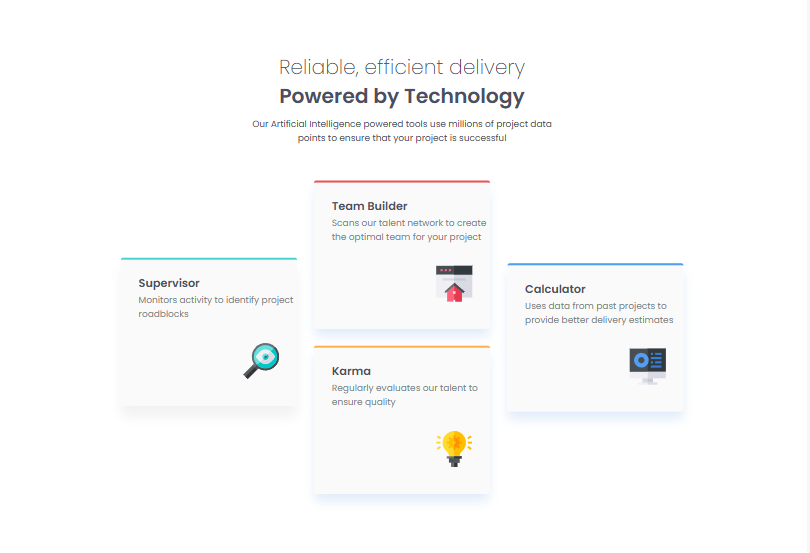 Reliable, efficient delivery
Powered by Technology
Our Artificial Intelligence powered tools use millions of project data
points to ensure that your project is successful
Supervisor
Monitors activity to identify project
roadblocks
Team Builder
Scans our talent network to create
the optimal team for your project
Karma
Regularly evaluates our talent to
ensure quality
Calculator
Uses data from past projects to
provide better delivery estimates